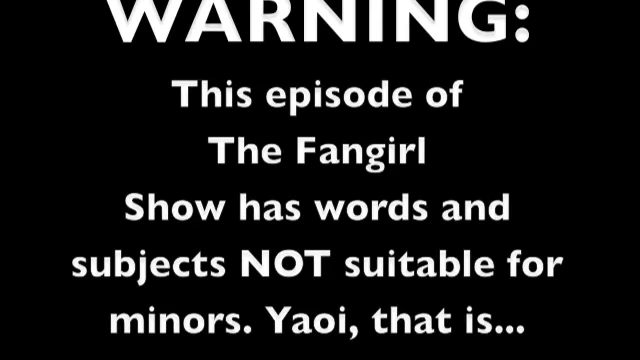 WARNING:
This episode of
The Fangirl
Show has words and
subjects NOT suitable for
minors. Yaoi, that is...